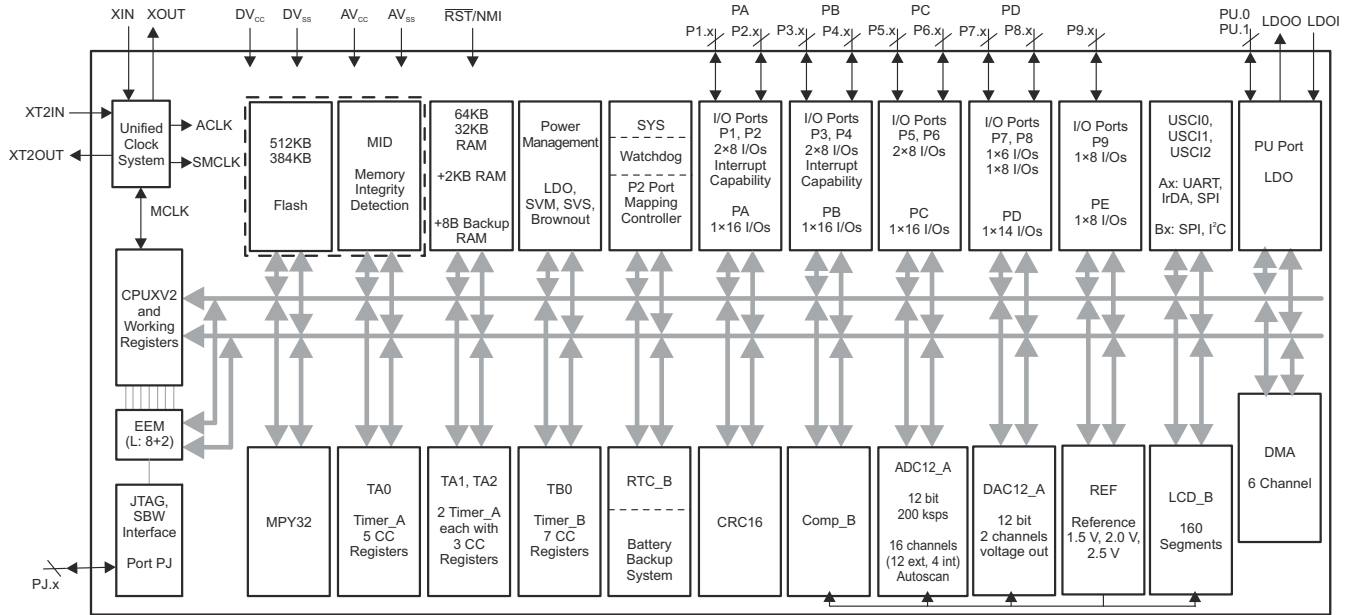 XIN XOUT DVCC DVSS AVCC AVSS RST/NMI
PA PB PC PD
P1.x P2.x P3.x P4.x P5.x P6.x P7.x P8.x P9.x
PU.0
PU.1
LDOO LDOI
XT2IN
XT2OUT
Unified
Clock
System
ACLK
SMCLK
MCLK
512KB
384KB
Flash
MID
Memory
Integrity
Detection
64KB
32KB
RAM
+2KB RAM
+8B Backup
RAM
Power
Management
LDO,
SVM, SVS,
Brownout
SYS
Watchdog
P2 Port
Mapping
Controller
I/O Ports
P1, P2
2×8 I/Os
Interrupt
Capability
PA
1×16 I/Os
I/O Ports
P3, P4
2×8 I/Os
Interrupt
Capability
PB
1×16 I/Os
I/O Ports
P5, P6
2×8 I/Os
PC
1×16 I/Os
I/O Ports
P7, P8
1×6 I/Os
1×8 I/Os
PD
1×14 I/Os
I/O Ports
P9
1×8 I/Os
PE
1×8 I/Os
USCI0,
USCI1,
USCI2
Ax: UART,
IrDA, SPI
Bx: SPI, I²C
PU Port
LDO
CPUXV2
and
Working
Registers
EEM
(L: 8+2)
JTAG,
SBW
Interface
Port PJ
PJ.x
MPY32
TA0
Timer_A
5 CC
Registers
TA1, TA2
2 Timer_A
each with
3 CC
Registers
TB0
Timer_B
7 CC
Registers
RTC_B
Battery
Backup
System
CRC16
Comp_B
ADC12_A
12 bit
200 ksps
16 channels
(12 ext, 4 int)
Autoscan
DAC12_A
12 bit
2 channels
voltage out
REF
Reference
1.5 V, 2.0 V,
2.5 V
LCD_B
160
Segments
DMA
6 Channel